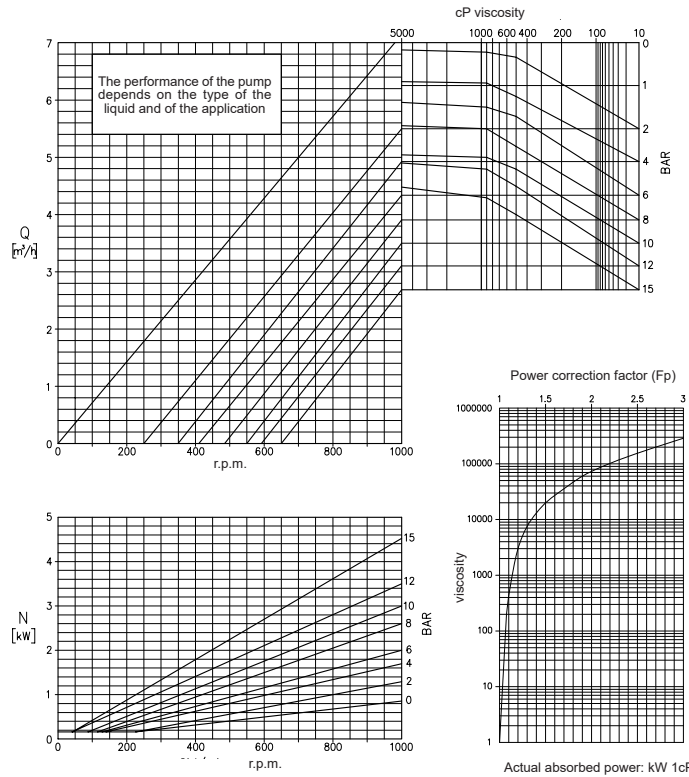 cP viscosity
5000 1000 600 400 200 100 10
7
6
5
4
3
2
1
0
The performance of the pump
depends on the type of the
liquid and of the application
Q
[m³/h]
0
1
2
4
6
8
10
12
15
BAR
0 200 400 600 800 1000
r.p.m.
Power correction factor (Fp)
1 1.5 2 2.5 3
1000000
100000
10000
1000
100
10
1
viscosity
5
4
3
2
1
0
N
[kW]
15
12
10
8
6
4
2
0
BAR
0 200 400 600 800 1000
r.p.m.
Actual absorbed power: kW 1cP